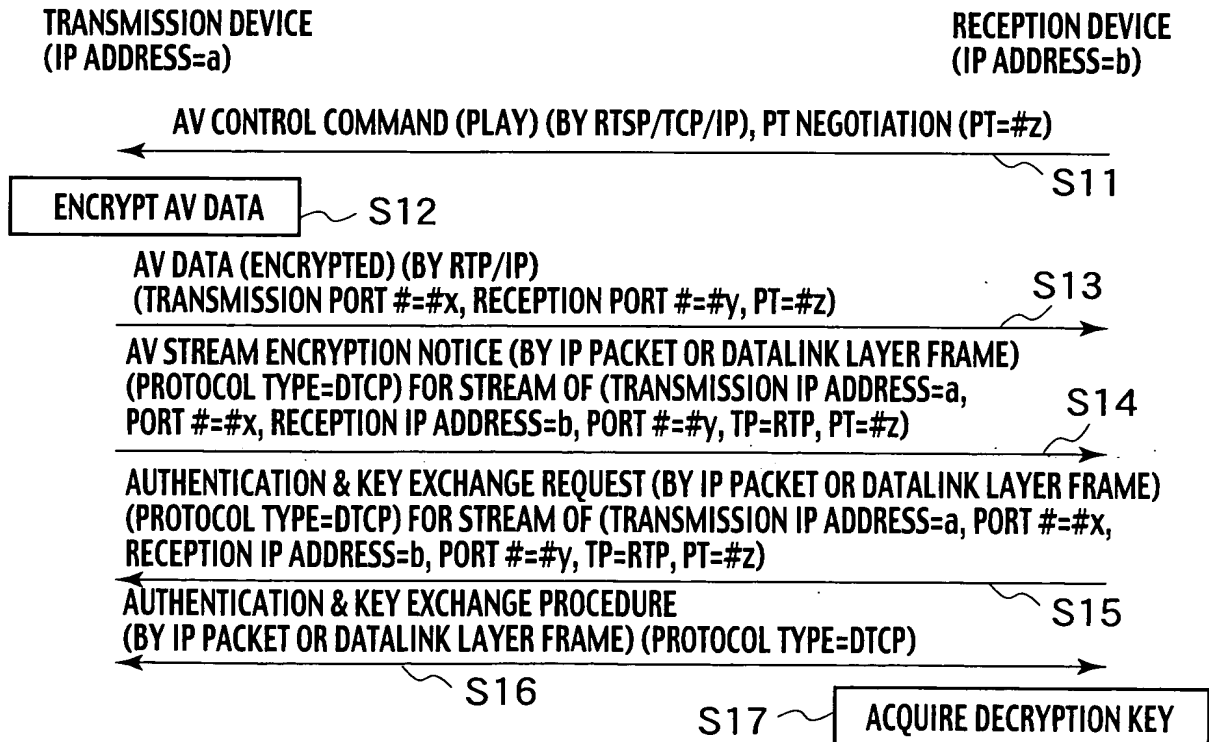 TRANSMISSION DEVICE
(IP ADDRESS=a)
RECEPTION DEVICE
(IP ADDRESS=b)
AV CONTROL COMMAND (PLAY) (BY RTSP/TCP/IP), PT NEGOTIATION (PT=#z)
S11
ENCRYPT AV DATA
S12
AV DATA (ENCRYPTED) (BY RTP/IP)
(TRANSMISSION PORT #=#x, RECEPTION PORT #=#y, PT=#z)
S13
AV STREAM ENCRYPTION NOTICE (BY IP PACKET OR DATALINK LAYER FRAME)
(PROTOCOL TYPE=DTCP) FOR STREAM OF (TRANSMISSION IP ADDRESS=a,
PORT #=#x, RECEPTION IP ADDRESS=b, PORT #=#y, TP=RTP, PT=#z)
S14
AUTHENTICATION & KEY EXCHANGE REQUEST (BY IP PACKET OR DATALINK LAYER FRAME)
(PROTOCOL TYPE=DTCP) FOR STREAM OF (TRANSMISSION IP ADDRESS=a, PORT #=#x,
RECEPTION IP ADDRESS=b, PORT #=#y, TP=RTP, PT=#z)
S15
AUTHENTICATION & KEY EXCHANGE PROCEDURE
(BY IP PACKET OR DATALINK LAYER FRAME) (PROTOCOL TYPE=DTCP)
S16
S17
ACQUIRE DECRYPTION KEY